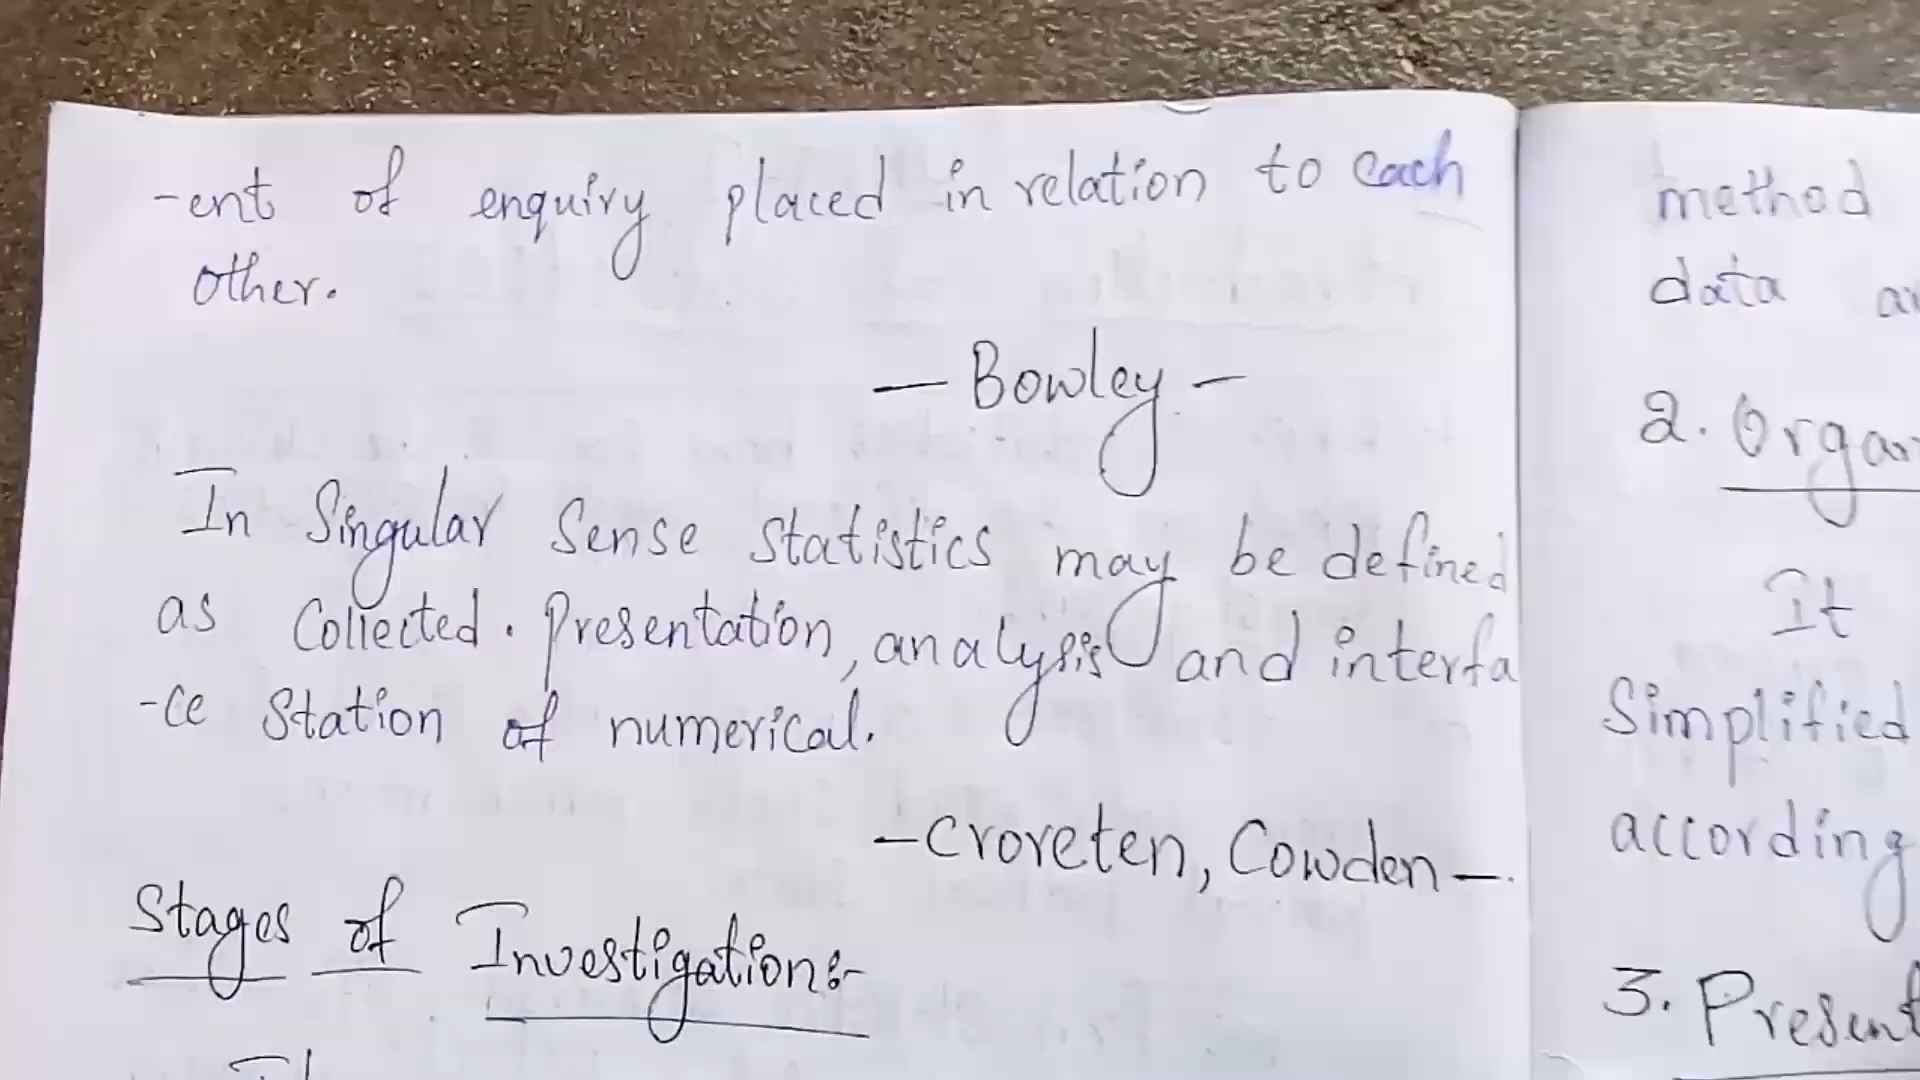 -ent of enquiry placed in relation to each
other.
- Bowley -
In Singular Sense Statistics may be defined
as Collected. Presentation, analysis and interfa
-ce Station of numerical.
- Croreten, Cowden -.
Stages of Investigation:-
method
data
2. Organ
It
Simplified
according
3. Present